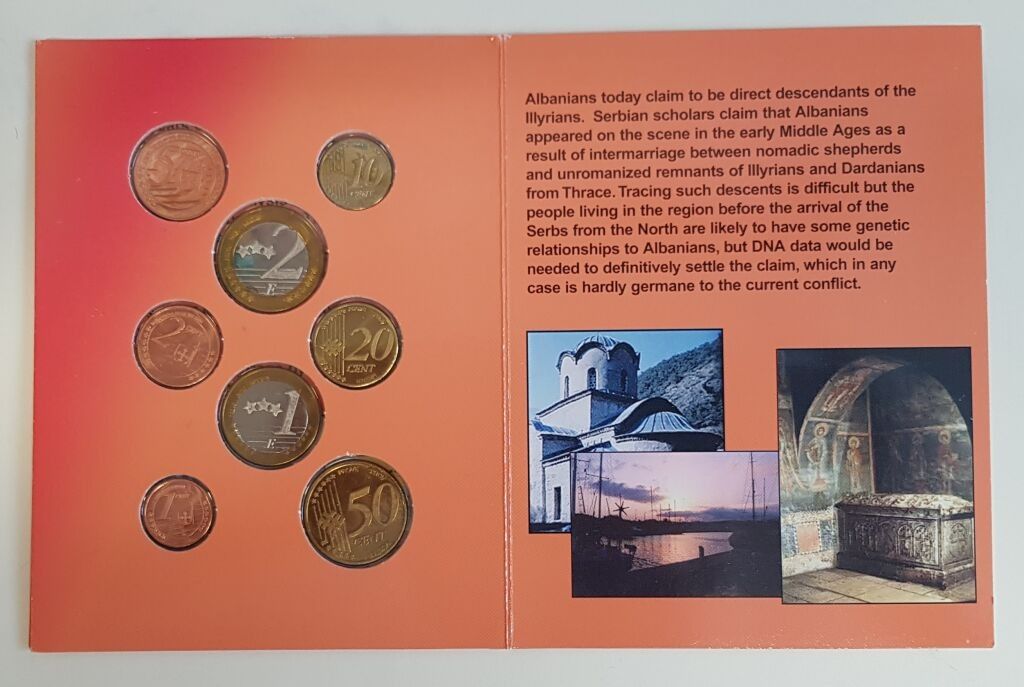 10
CENT
2
E
2
20
CENT
1
E
1
50
CENT
Albanians today claim to be direct descendants of the
Illyrians. Serbian scholars claim that Albanians
appeared on the scene in the early Middle Ages as a
result of intermarriage between nomadic shepherds
and unromanized remnants of Illyrians and Dardanians
from Thrace. Tracing such descents is difficult but the
people living in the region before the arrival of the
Serbs from the North are likely to have some genetic
relationships to Albanians, but DNA data would be
needed to definitively settle the claim, which in any
case is hardly germane to the current conflict.